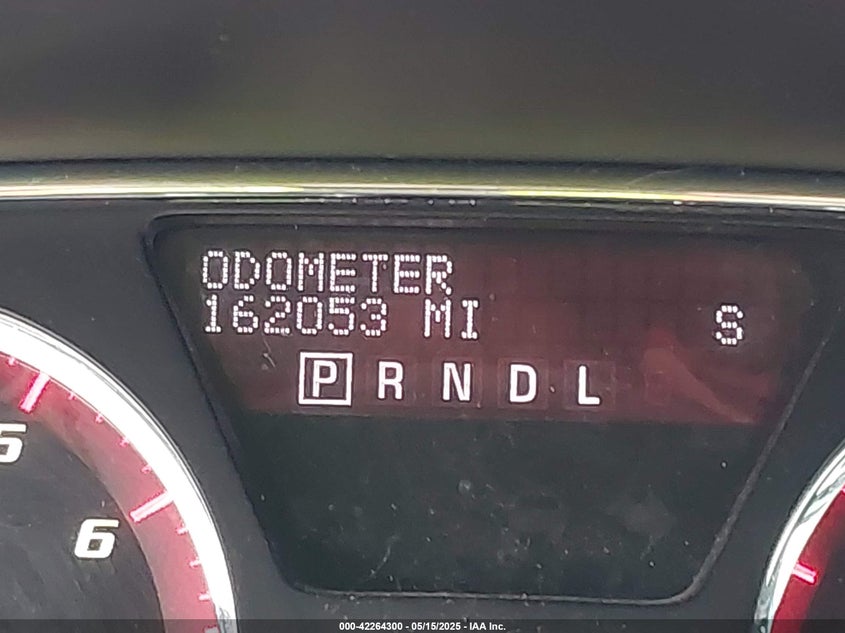 ODOMETER
162053 MI S
P R N D L
5
6
000-42264300 - 05/15/2025 - IAA Inc.